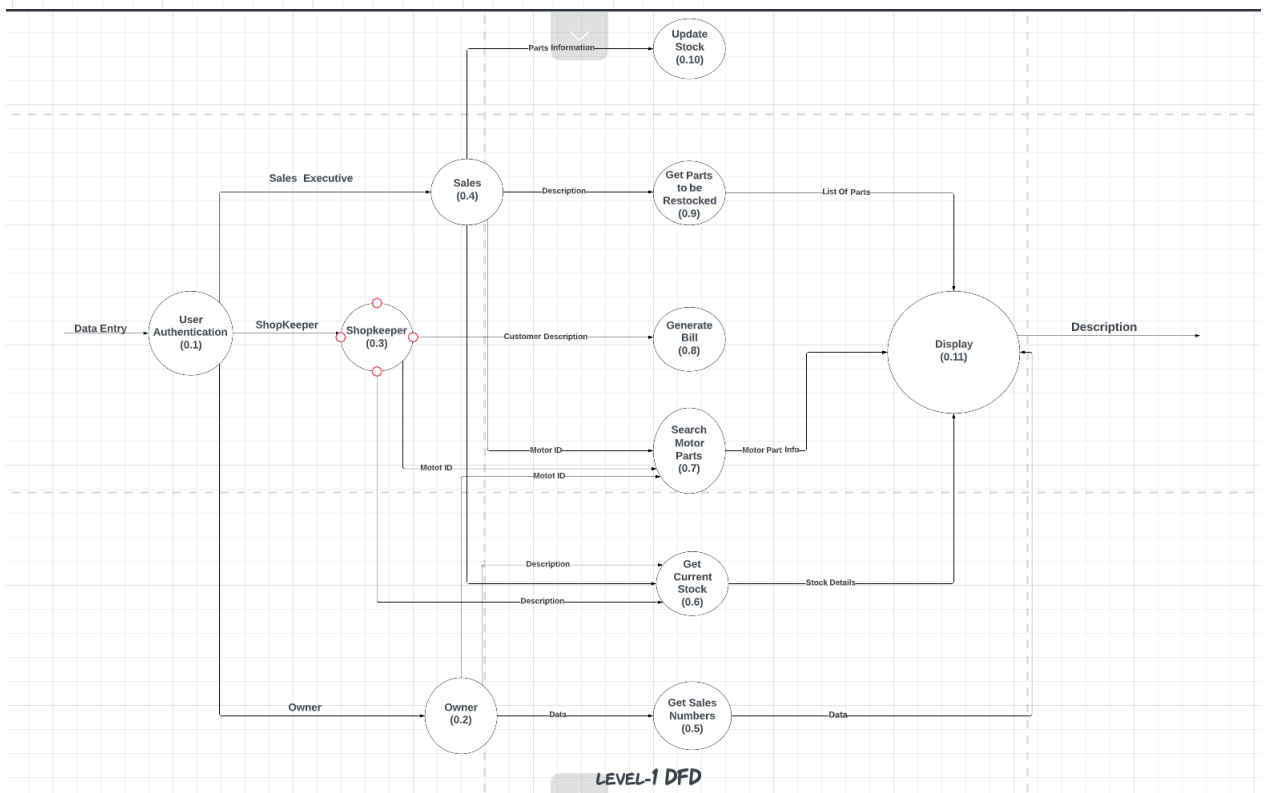 Update
Stock
(0.10)
Parts Information
Sales Executive
Sales
(0.4)
Description
Get Parts
to be
Restocked
(0.9)
List Of Parts
Data Entry
User
Authentication
(0.1)
ShopKeeper
Shopkeeper
(0.3)
Customer Description
Generate
Bill
(0.8)
Display
(0.11)
Description
Motor ID
Motot ID
Motot ID
Search
Motor
Parts
(0.7)
Motor Part Info
Description
Description
Get
Current
Stock
(0.6)
Stock Details
Owner
Owner
(0.2)
Data
Get Sales
Numbers
(0.5)
Data
LEVEL-1 DFD